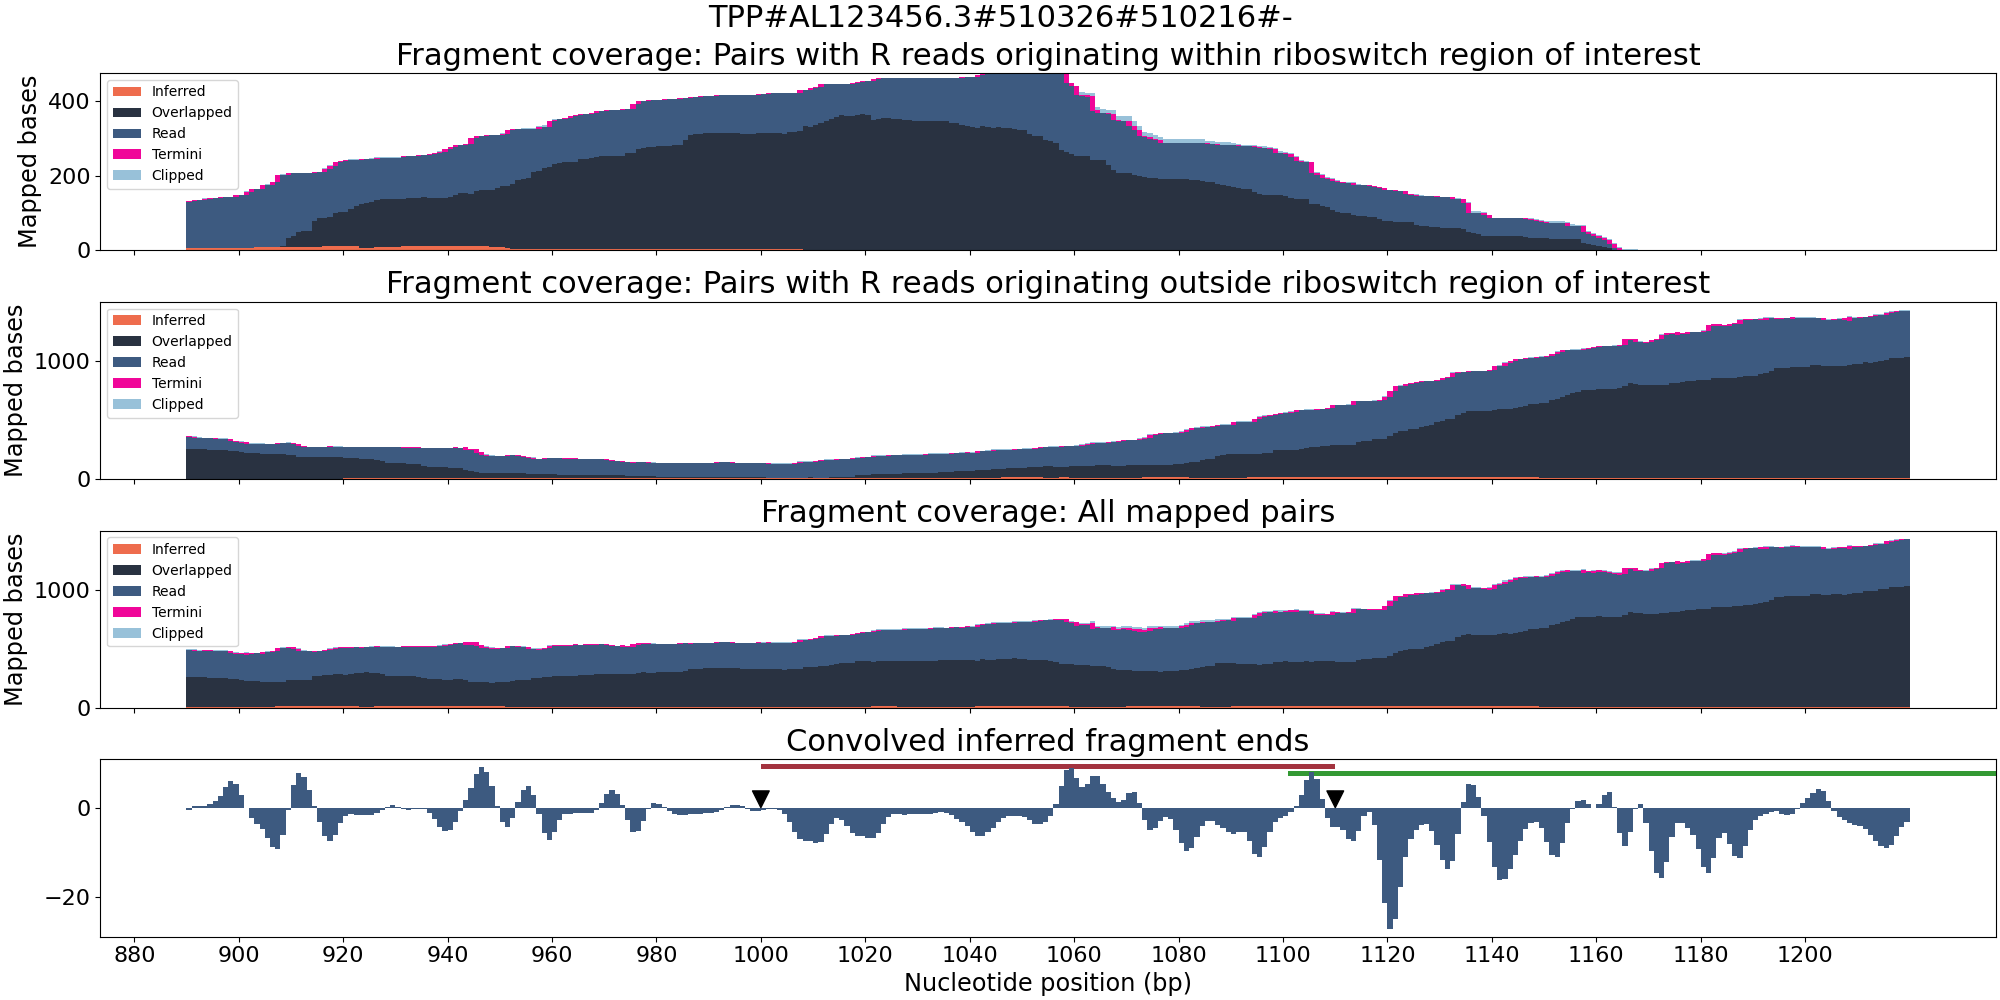 TPP#AL123456.3#510326#510216#-
Fragment coverage: Pairs with R reads originating within riboswitch region of interest
Mapped bases
400
200
0
Inferred
Overlapped
Read
Termini
Clipped
Fragment coverage: Pairs with R reads originating outside riboswitch region of interest
Mapped bases
1000
0
Inferred
Overlapped
Read
Termini
Clipped
Fragment coverage: All mapped pairs
Mapped bases
1000
0
Inferred
Overlapped
Read
Termini
Clipped
Convolved inferred fragment ends
0
−20
880 900 920 940 960 980 1000 1020 1040 1060 1080 1100 1120 1140 1160 1180 1200
Nucleotide position (bp)